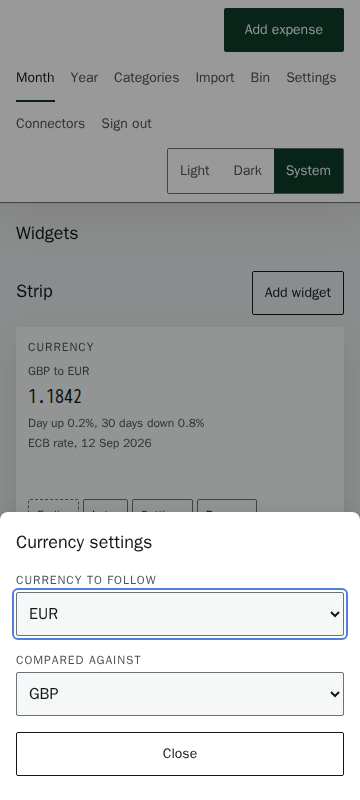 Add expense
Month Year Categories Import Bin Settings
Connectors Sign out
Light Dark System
Widgets
Strip
Add widget
CURRENCY
GBP to EUR
1.1842
Day up 0.2%, 30 days down 0.8%
ECB rate, 12 Sep 2026
Currency settings
CURRENCY TO FOLLOW
EUR
COMPARED AGAINST
GBP
Close